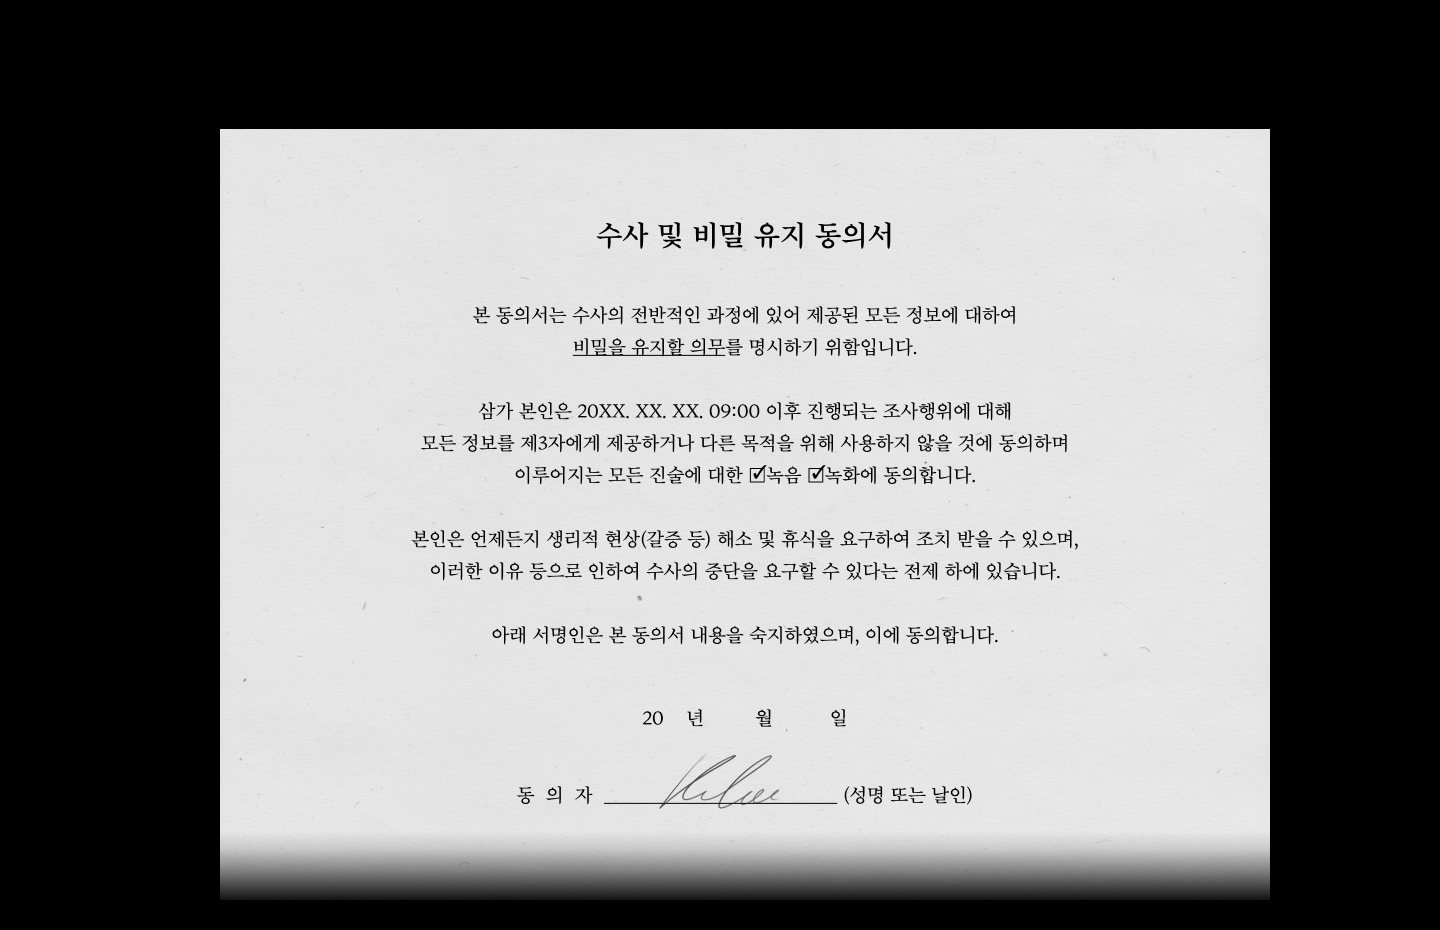 수사 및 비밀 유지 동의서
본 동의서는 수사의 전반적인 과정에 있어 제공된 모든 정보에 대하여
비밀을 유지할 의무를 명시하기 위함입니다.
삼가 본인은 20XX. XX. XX. 09:00 이후 진행되는 조사행위에 대해
모든 정보를 제3자에게 제공하거나 다른 목적을 위해 사용하지 않을 것에 동의하며
이루어지는 모든 진술에 대한 ☑녹음 ☑녹화에 동의합니다.
본인은 언제든지 생리적 현상(갈증 등) 해소 및 휴식을 요구하여 조치 받을 수 있으며,
이러한 이유 등으로 인하여 수사의 중단을 요구할 수 있다는 전제 하에 있습니다.
아래 서명인은 본 동의서 내용을 숙지하였으며, 이에 동의합니다.
20 년 월 일
동 의 자 (성명 또는 날인)